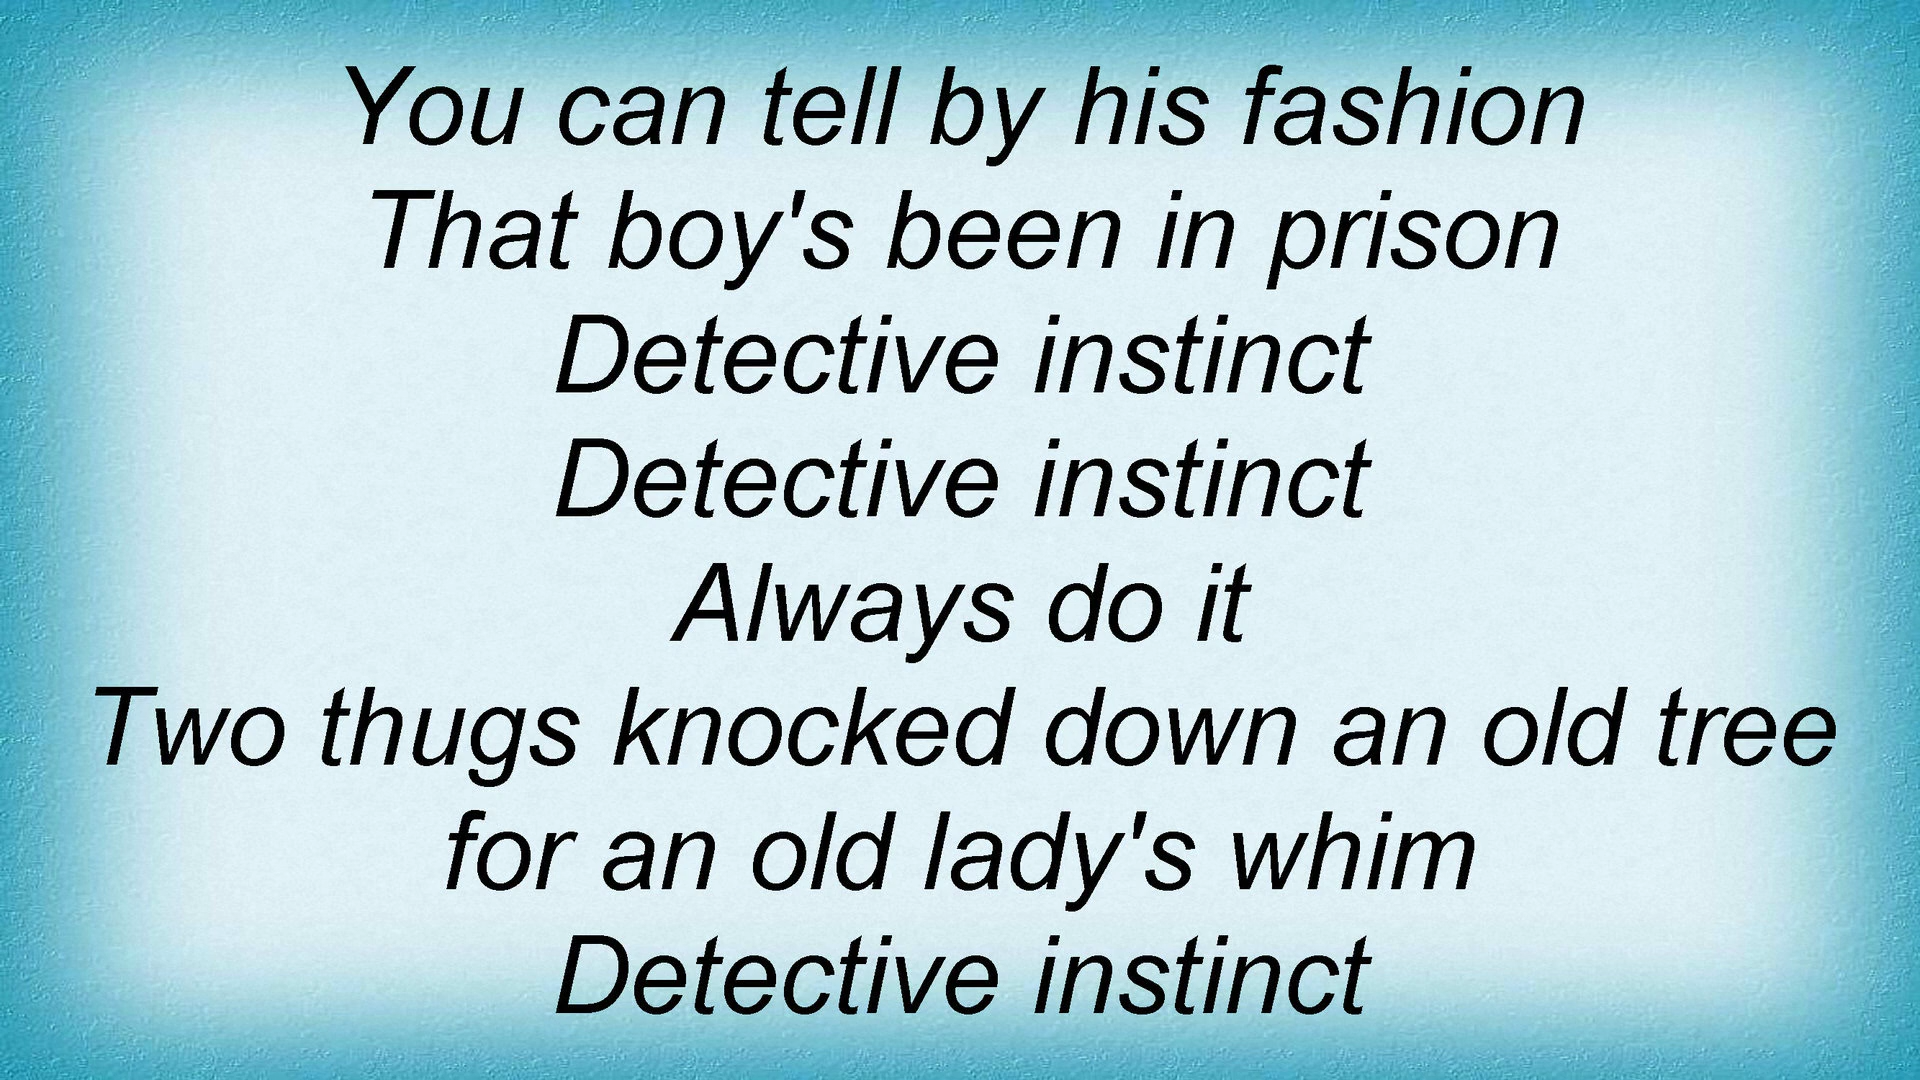 You can tell by his fashion
That boy's been in prison
Detective instinct
Detective instinct
Always do it
Two thugs knocked down an old tree
for an old lady's whim
Detective instinct